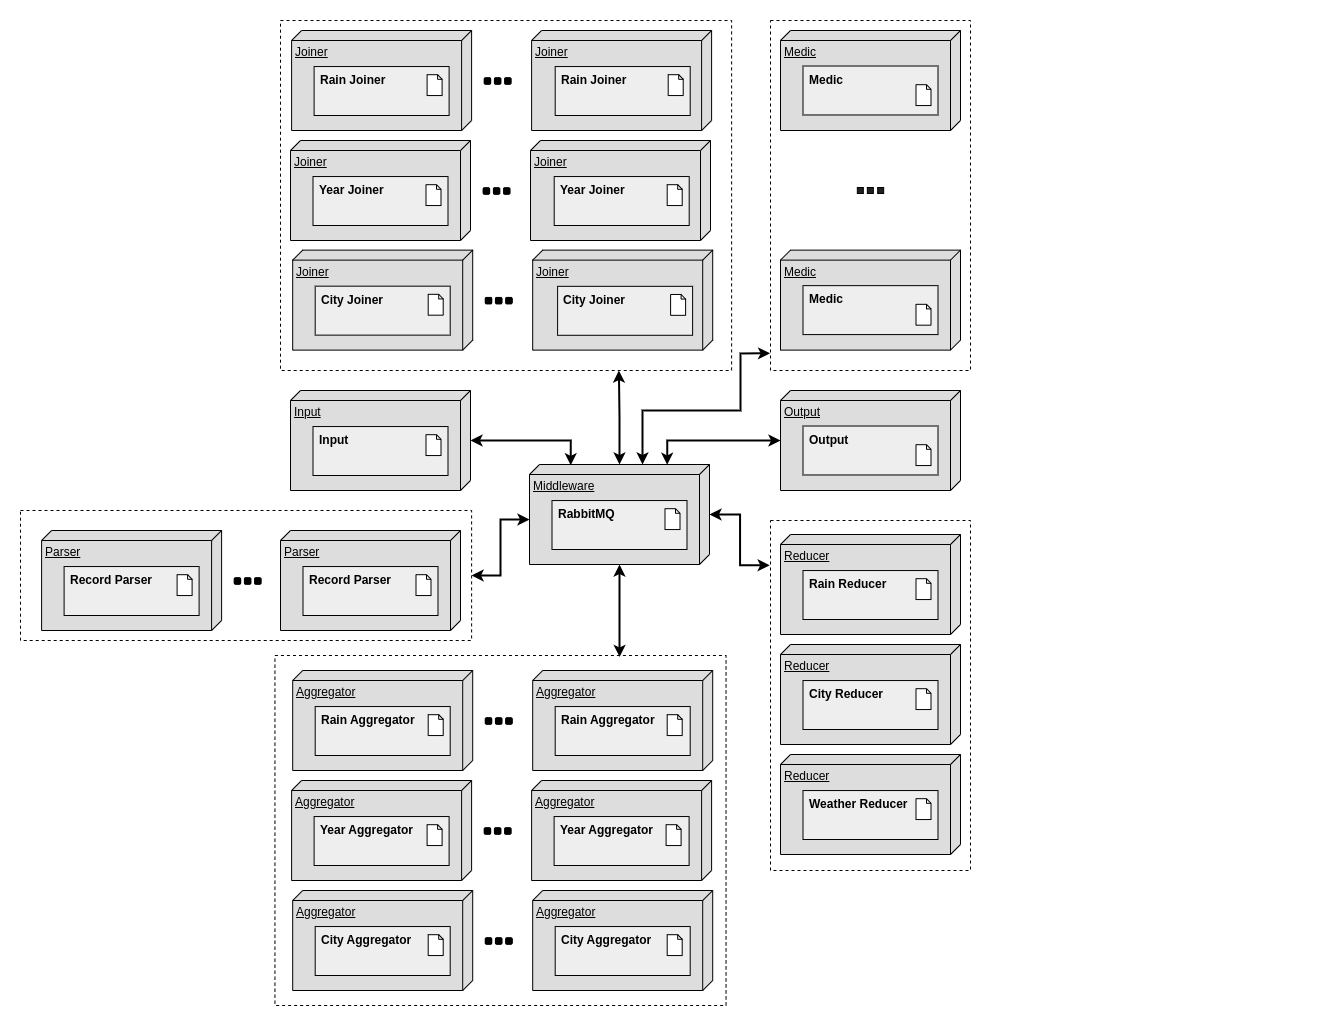 Joiner
Rain Joiner
Joiner
Rain Joiner
Joiner
Year Joiner
Joiner
Year Joiner
Joiner
City Joiner
Joiner
City Joiner
Medic
Medic
Medic
Medic
Input
Input
Output
Output
Middleware
RabbitMQ
Parser
Record Parser
Parser
Record Parser
Reducer
Rain Reducer
Reducer
City Reducer
Reducer
Weather Reducer
Aggregator
Rain Aggregator
Aggregator
Rain Aggregator
Aggregator
Year Aggregator
Aggregator
Year Aggregator
Aggregator
City Aggregator
Aggregator
City Aggregator